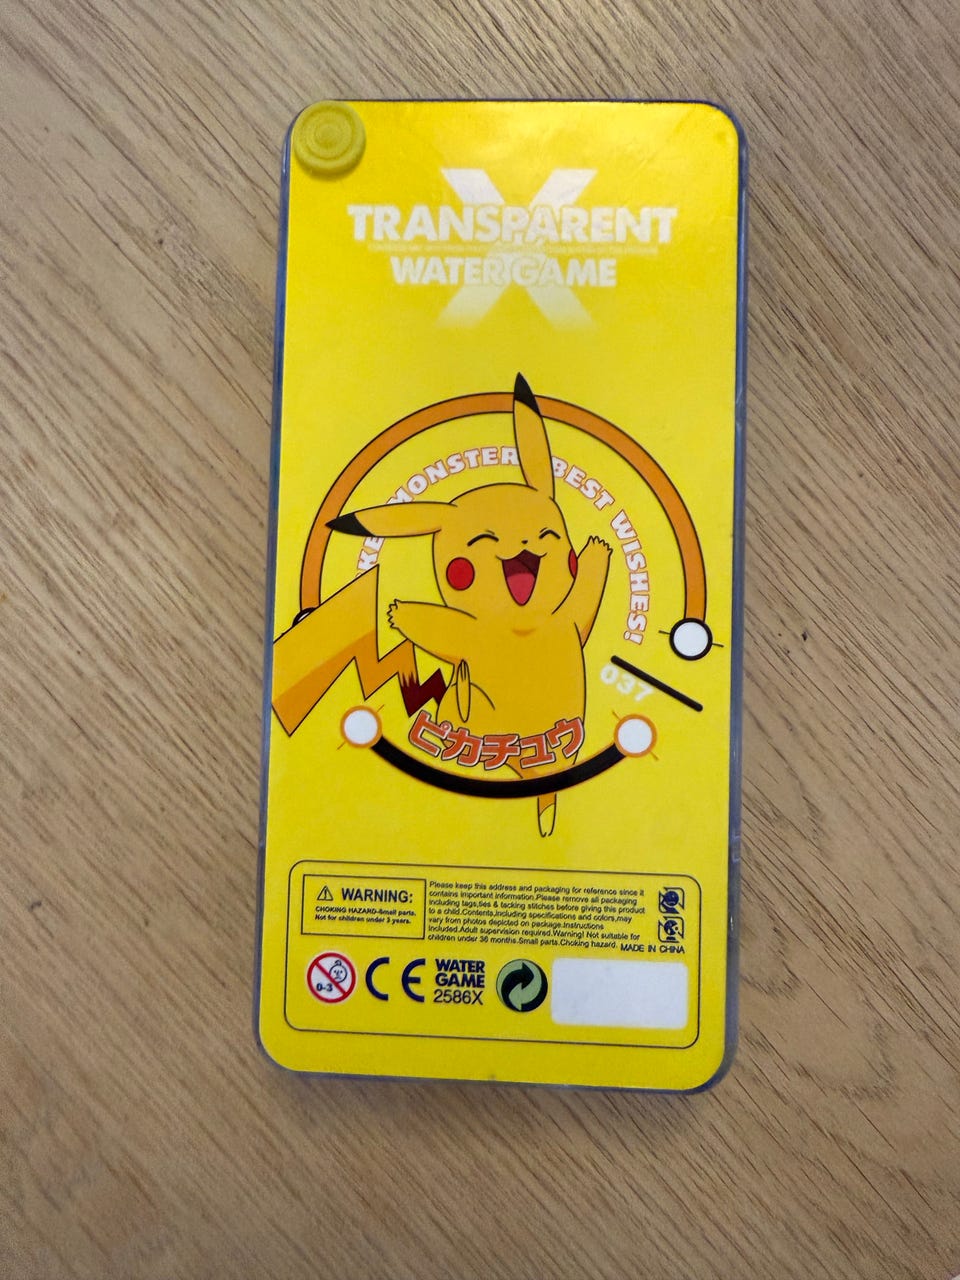 TRANSPARENT
WATER GAME
X
MONSTER BEST WISHES!
037
ピカチュウ
WARNING:
CHOKING HAZARD-Small parts.
Not for children under 3 years.
Please keep this address and packaging for reference since it
contains important information.Please remove all packaging
including tags,ties & tacking stitches before giving this product
to a child.Contents,including specifications and colors,may
vary from photos depicted on package.Instructions
Included.Adult supervision required.Warning! Not suitable for
children under 36 months.Small parts.Choking hazard.
MADE IN CHINA
0-3
CE
WATER
GAME
2586X